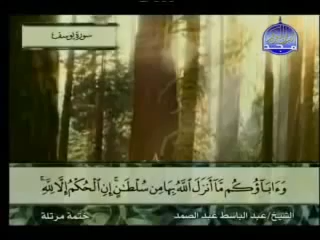 سورة يوسف
مجد
وَءَابَآؤُكُم مَّآ أَنزَلَ ٱللَّهُ بِهَا مِن سُلْطَٰنٍ ۚ إِنِ ٱلْحُكْمُ إِلَّا لِلَّهِ ۚ
الشيخ/عبد الباسط عبد الصمد
ختمة مرتلة